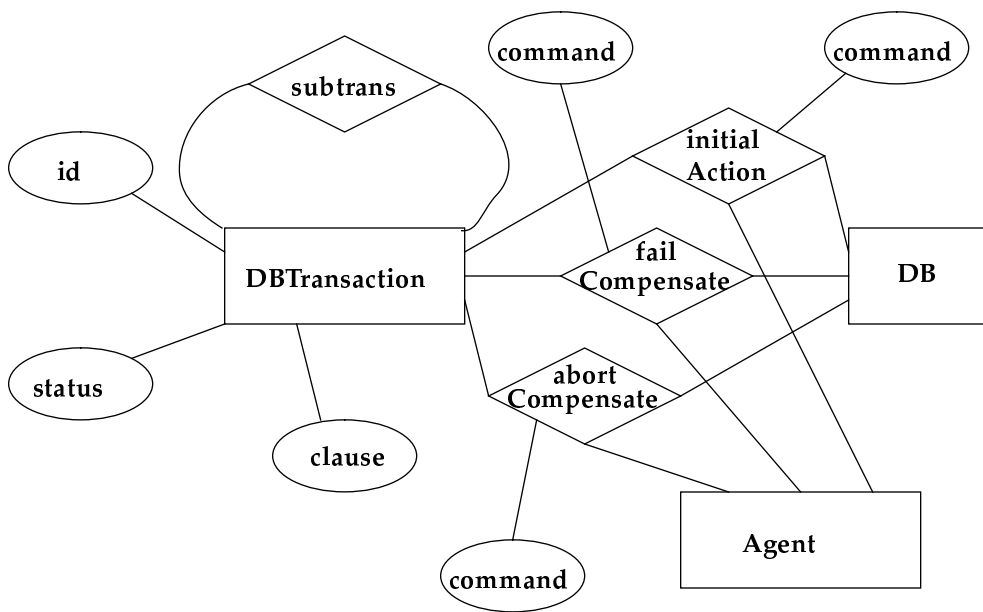 command
command
subtrans
initial
Action
id
fail
Compensate
DBTransaction
DB
abort
Compensate
status
clause
Agent
command